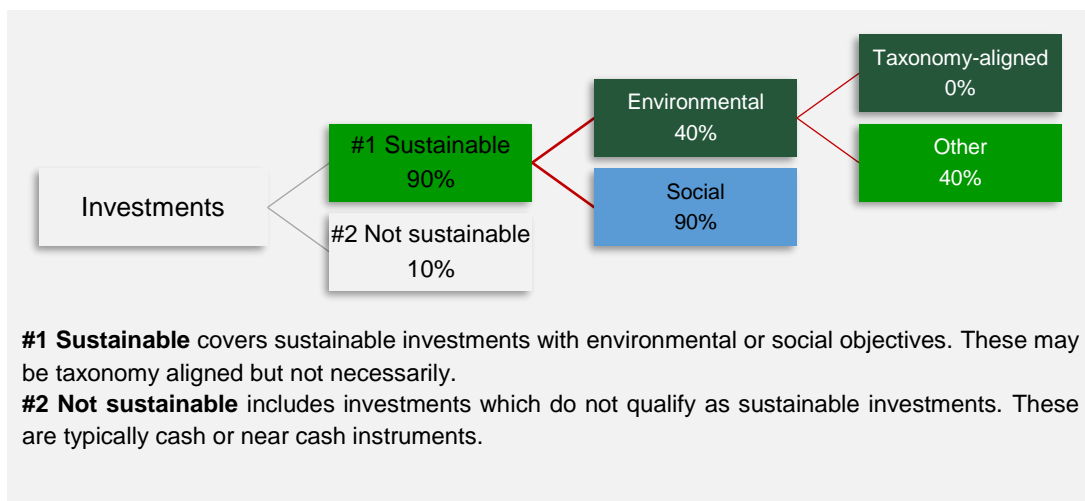 Investments
#1 Sustainable
90%
#2 Not sustainable
10%
Environmental
40%
Social
90%
Taxonomy-aligned
0%
Other
40%
#1 Sustainable covers sustainable investments with environmental or social objectives. These may
be taxonomy aligned but not necessarily.
#2 Not sustainable includes investments which do not qualify as sustainable investments. These
are typically cash or near cash instruments.